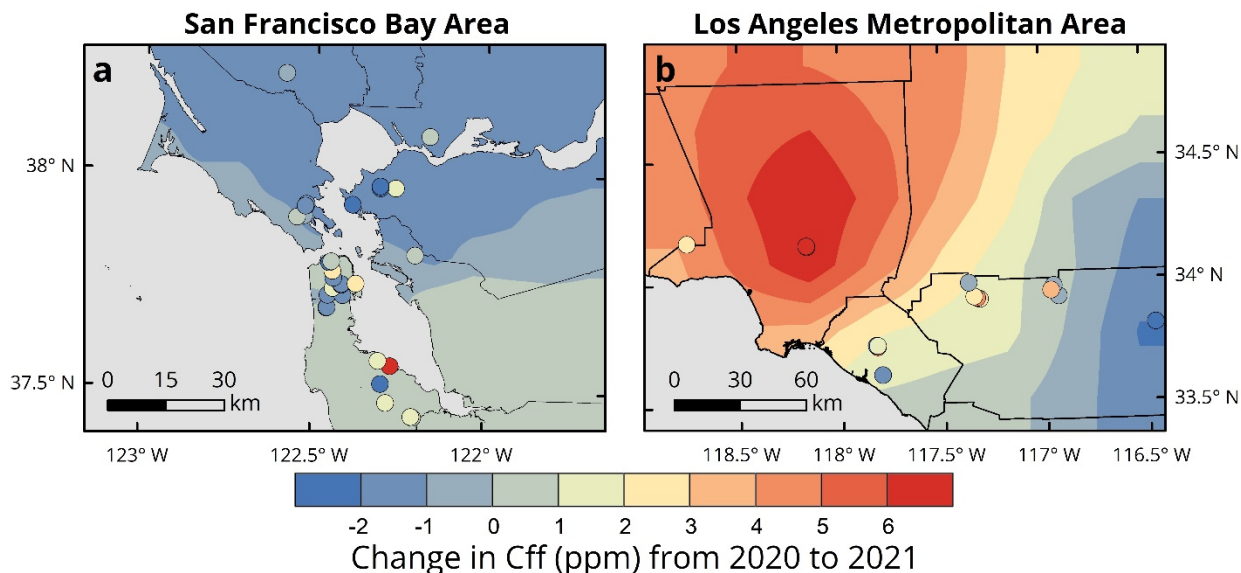 San Francisco Bay Area
Los Angeles Metropolitan Area
a
b
38° N
37.5° N
34.5° N
34° N
33.5° N
0 15 30
km
0 30 60
km
123° W 122.5° W 122° W
118.5° W 118° W 117.5° W 117° W 116.5° W
-2 -1 0 1 2 3 4 5 6
Change in Cff (ppm) from 2020 to 2021